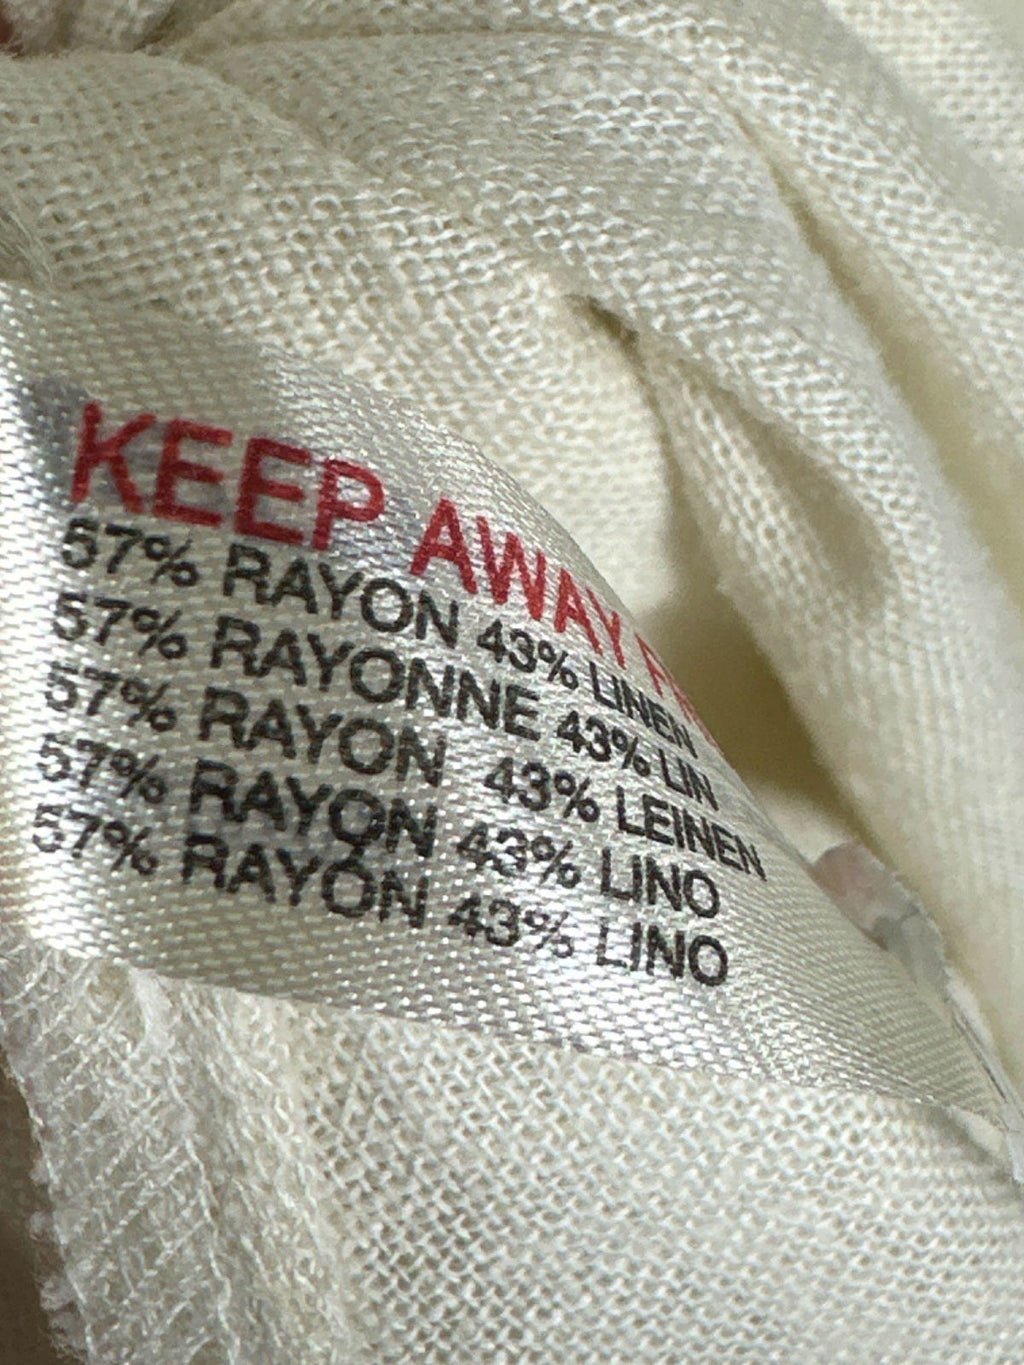 KEEP AWAY
57% RAYON 43% LINEN
57% RAYONNE 43% LIN
57% RAYON 43% LEINEN
57% RAYON 43% LINO
57% RAYÓN 43% LINO